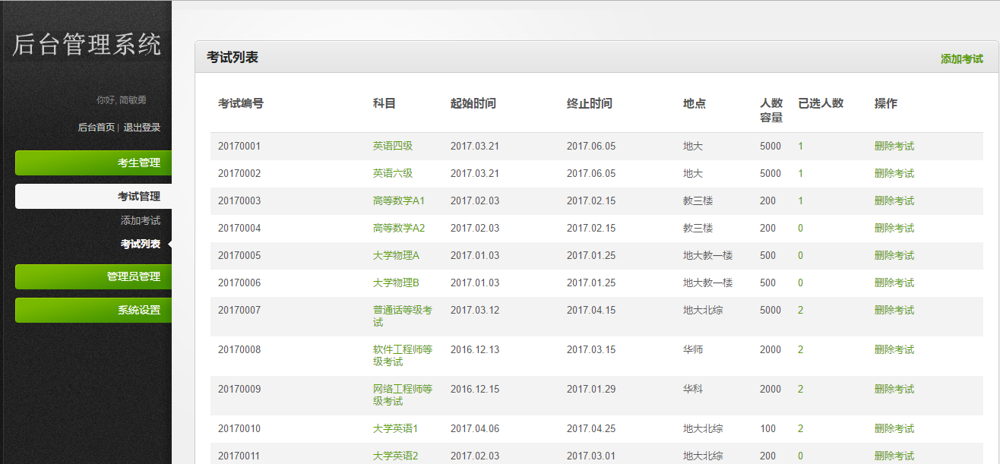 后台管理系统
你好, 简敏勇
后台首页 | 退出登录
考生管理
考试管理
添加考试
考试列表
管理员管理
系统设置
考试列表 添加考试
考试编号 科目 起始时间 终止时间 地点 人数 已选人数 操作
容量
20170001 英语四级 2017.03.21 2017.06.05 地大 5000 1 删除考试
20170002 英语六级 2017.03.21 2017.06.05 地大 5000 1 删除考试
20170003 高等数学A1 2017.02.03 2017.02.15 教三楼 200 1 删除考试
20170004 高等数学A2 2017.02.03 2017.02.15 教三楼 200 0 删除考试
20170005 大学物理A 2017.01.03 2017.01.25 地大教一楼 500 0 删除考试
20170006 大学物理B 2017.01.03 2017.01.25 地大教一楼 500 0 删除考试
20170007 普通话等级考 2017.03.12 2017.04.15 地大北综 5000 2 删除考试
试
20170008 软件工程师等 2016.12.13 2017.03.15 华师 2000 2 删除考试
级考试
20170009 网络工程师等 2016.12.15 2017.01.29 华科 2000 2 删除考试
级考试
20170010 大学英语1 2017.04.06 2017.04.25 地大北综 100 2 删除考试
20170011 大学英语2 2017.02.03 2017.03.01 地大北综 200 0 删除考试